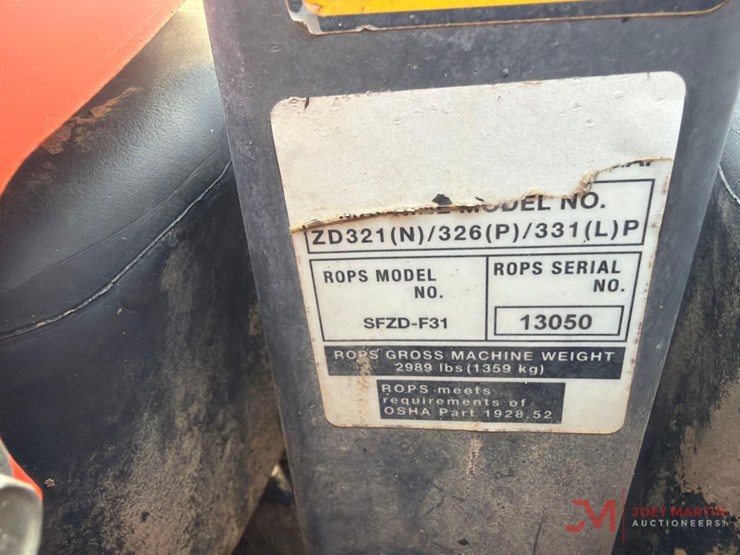 MODEL NO.
ZD321(N)/326(P)/331(L)P
ROPS MODEL NO.
SFZD-F31
ROPS SERIAL NO.
13050
ROPS GROSS MACHINE WEIGHT
2989 lbs(1359 kg)
ROPS meets
requirements of
OSHA Part 1928,52
JM JOEY MARTIN
AUCTIONEERS